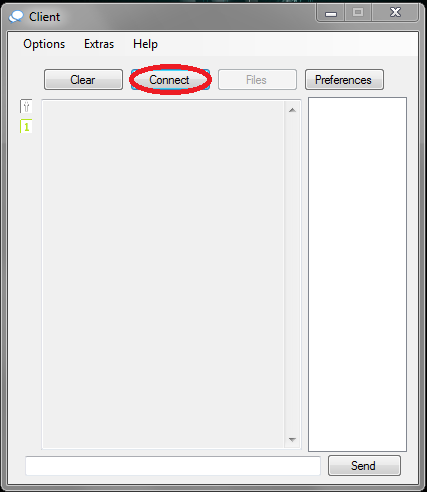 Client
Options Extras Help
Clear Connect Files Preferences
1
Send